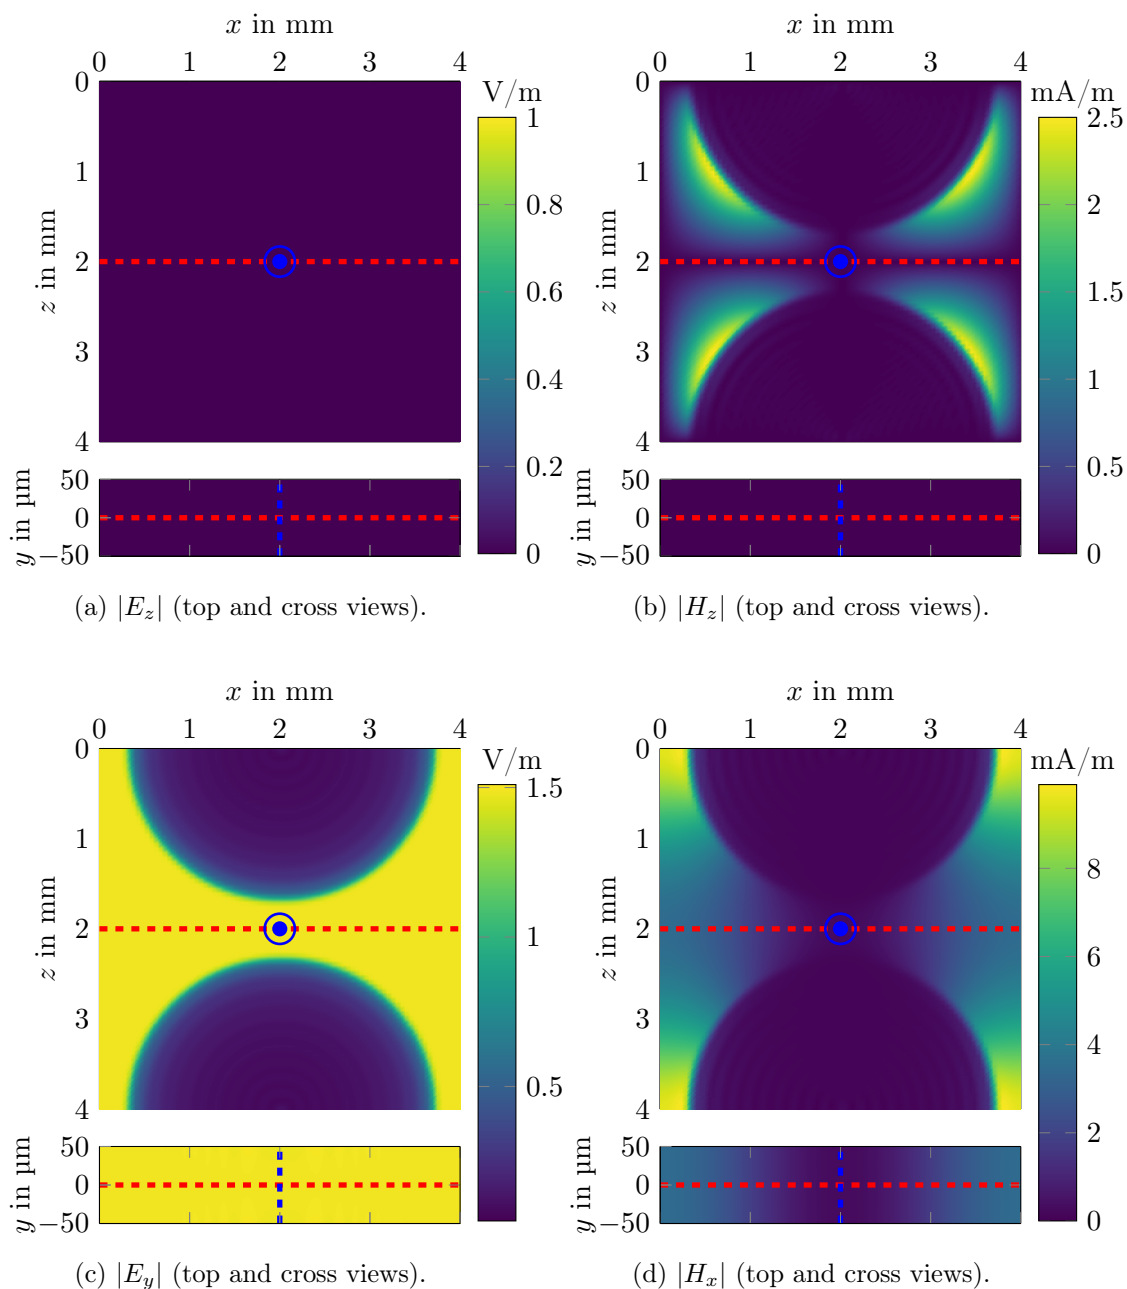 x in mm
x in mm
0 1 2 3 4
0 1 2 3 4
V/m
mA/m
z in mm
0
1
2
3
4
1
0.8
0.6
0.4
0.2
0
z in mm
0
1
2
3
4
2.5
2
1.5
1
0.5
0
y in µm
50
0
−50
y in µm
50
0
−50
(a) |E_z| (top and cross views).
(b) |H_z| (top and cross views).
x in mm
x in mm
0 1 2 3 4
0 1 2 3 4
V/m
mA/m
z in mm
0
1
2
3
4
1.5
1
0.5
z in mm
0
1
2
3
4
8
6
4
2
0
y in µm
50
0
−50
y in µm
50
0
−50
(c) |E_y| (top and cross views).
(d) |H_x| (top and cross views).